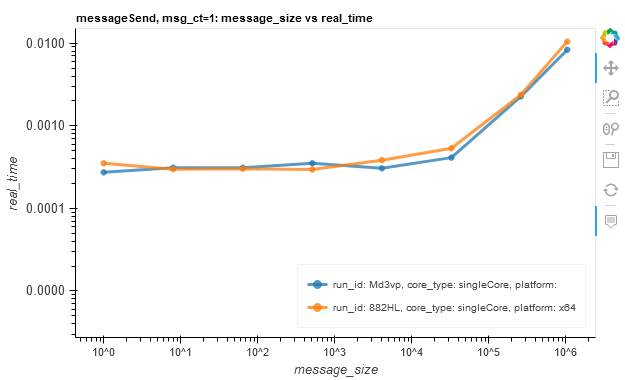 messageSend, msg_ct=1: message_size vs real_time
0.0100
0.0010
0.0001
0.0000
real_time
run_id: Md3vp, core_type: singleCore, platform:
run_id: 882HL, core_type: singleCore, platform: x64
10^0 10^1 10^2 10^3 10^4 10^5 10^6
message_size